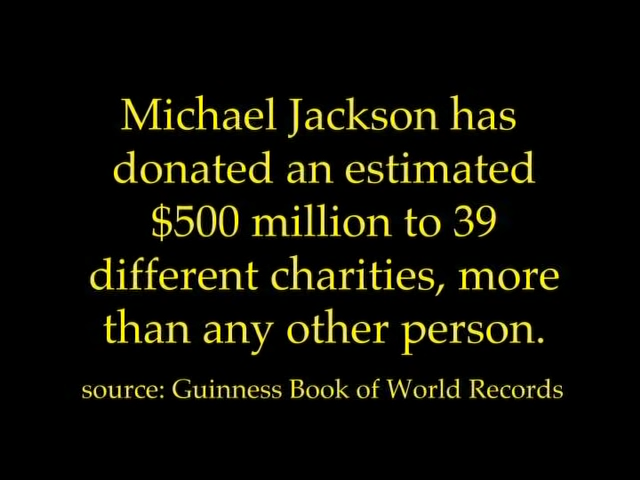 Michael Jackson has
donated an estimated
$500 million to 39
different charities, more
than any other person.
source: Guinness Book of World Records